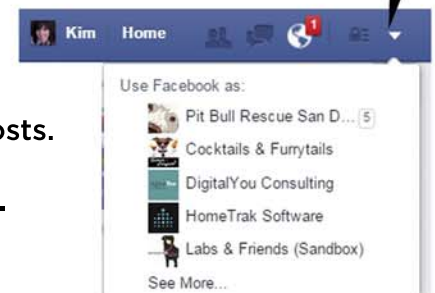 Kim Home 1
Use Facebook as:
Pit Bull Rescue San D... 5
osts.
Cocktails & Furrytails
DigitalYou Consulting
HomeTrak Software
Labs & Friends (Sandbox)
See More...